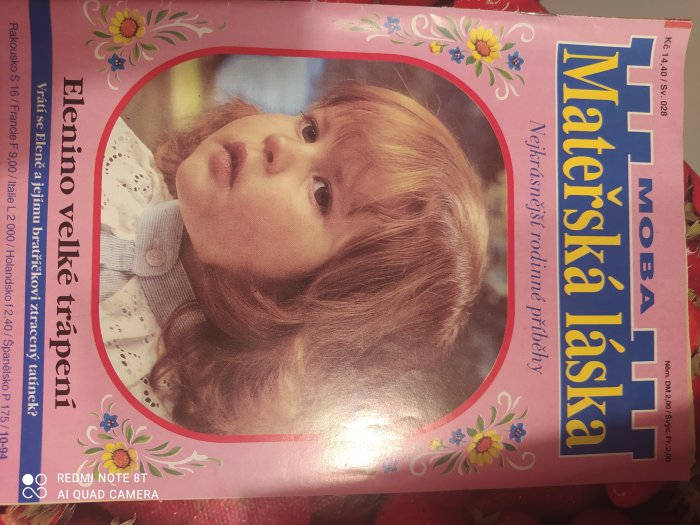 Kč 14,40 / Sv. 028
MOBA
Něm. DM 2,00 / Švýc. Fr. 2,00
Mateřská láska
Nejkrásnější rodinné příběhy
Elenino velké trápení
Vrátí se Eleně a jejímu bratříčkovi ztracený tatínek?
Rakousko S 16 / Francie F 9,00 / Itálie L 2 000 / Holandsko f 2,40 / Španělsko P 175 / 10-94
REDMI NOTE 8T
AI QUAD CAMERA